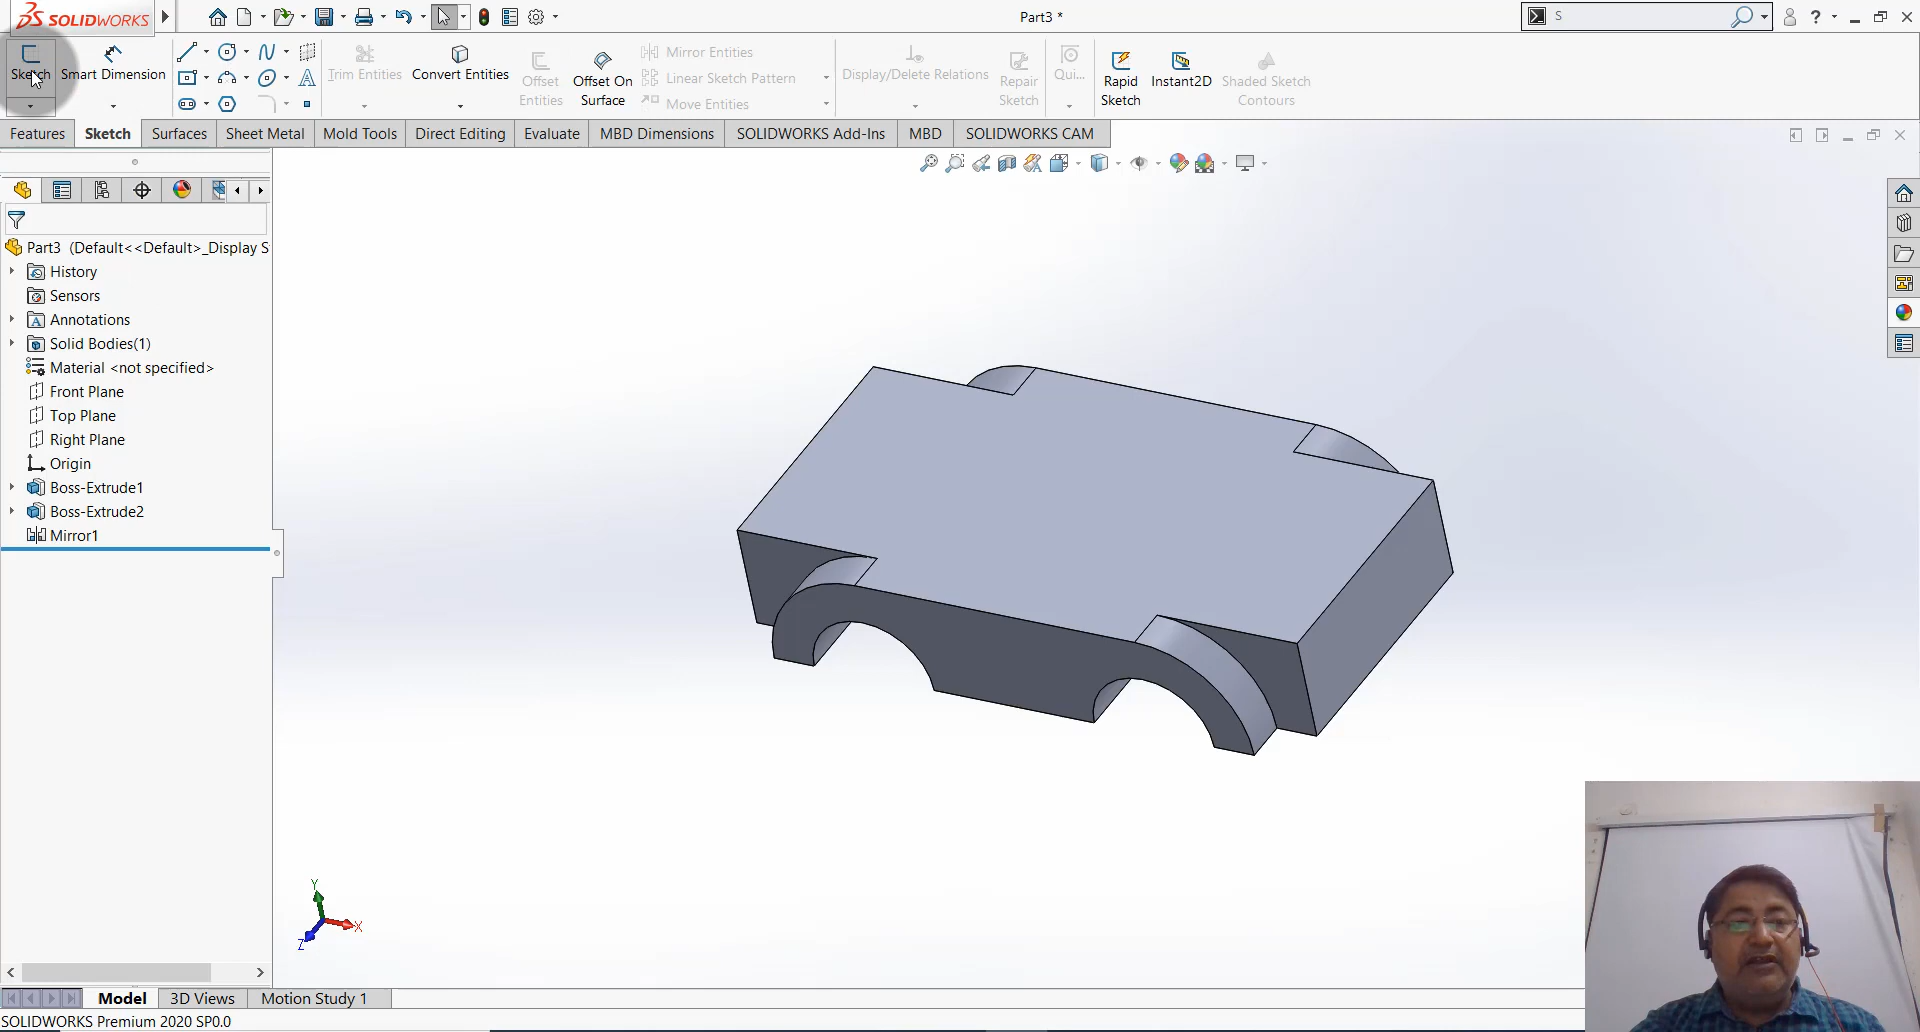 SOLIDWORKS
Part3 *
S
Sketch
Smart Dimension
Trim Entities
Convert Entities
Offset Entities
Offset On Surface
Mirror Entities
Linear Sketch Pattern
Move Entities
Display/Delete Relations
Repair Sketch
Qui...
Rapid Sketch
Instant2D
Shaded Sketch Contours
Features
Sketch
Surfaces
Sheet Metal
Mold Tools
Direct Editing
Evaluate
MBD Dimensions
SOLIDWORKS Add-Ins
MBD
SOLIDWORKS CAM
Part3 (Default<<Default>_Display S
History
Sensors
Annotations
Solid Bodies(1)
Material <not specified>
Front Plane
Top Plane
Right Plane
Origin
Boss-Extrude1
Boss-Extrude2
Mirror1
Y
X
Z
Model
3D Views
Motion Study 1
SOLIDWORKS Premium 2020 SP0.0